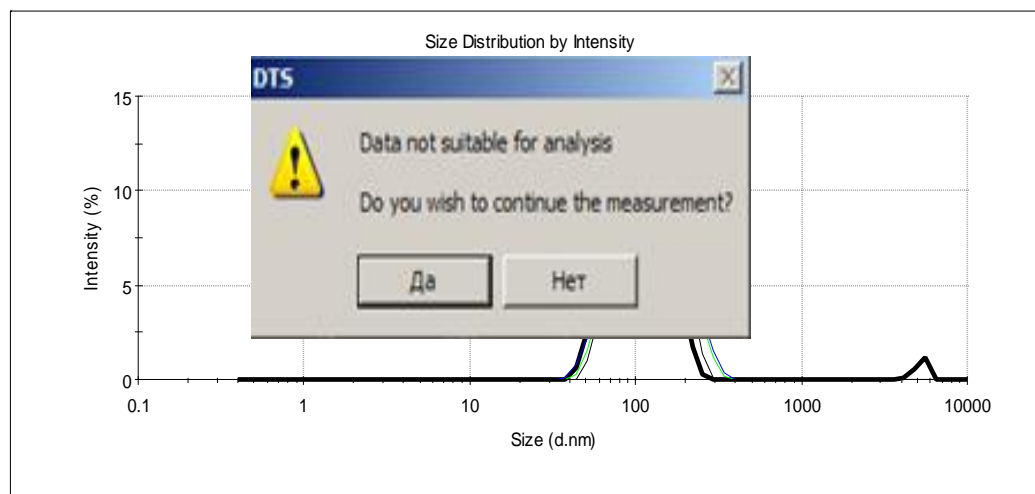 Size Distribution by Intensity
DTS
Data not suitable for analysis
Do you wish to continue the measurement?
Да Нет
Intensity (%)
15
10
5
0
0.1 1 10 100 1000 10000
Size (d.nm)